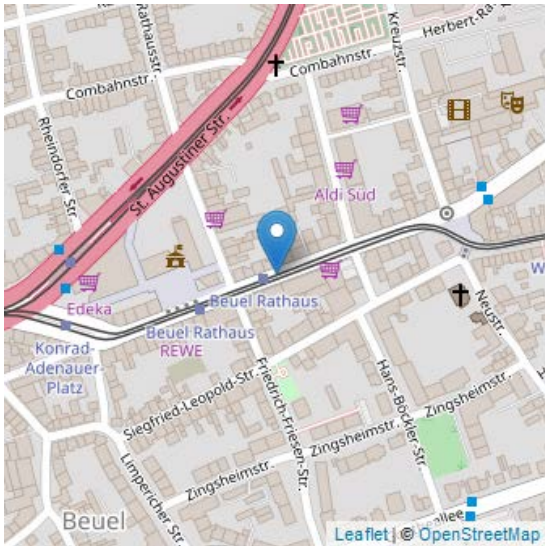 Rathausstr.
Kreuzstr.
Herbert-Ra
Combahnstr.
Combahnstr.
Rheindorfer Str.
St. Augustiner Str.
Aldi Süd
Edeka
Beuel Rathaus
Beuel Rathaus
REWE
Konrad-
Adenauer-
Platz
W
Neustr.
Siegfried-Leopold-Str.
Friedrich-Friesen-Str.
Hans-Böckler-Str.
Zingsheimstr.
Zingsheimstr.
Zingsheimstr.
Limpericher Str.
Beuel
eallee
Leaflet | © OpenStreetMap